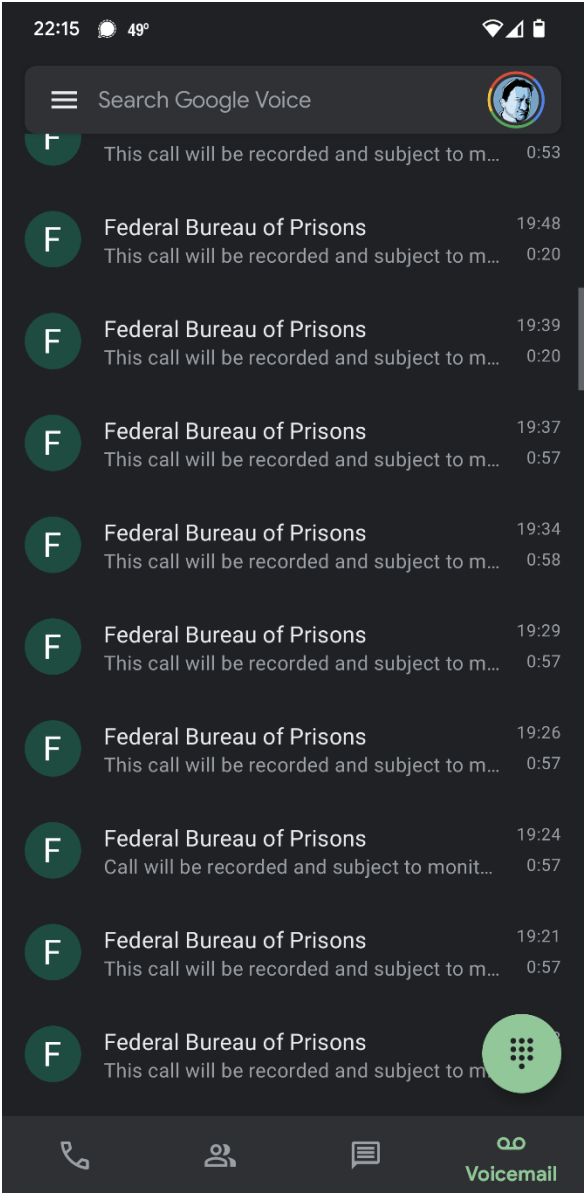 22:15 49°
Search Google Voice
F
This call will be recorded and subject to m... 0:53
F
Federal Bureau of Prisons 19:48
This call will be recorded and subject to m... 0:20
F
Federal Bureau of Prisons 19:39
This call will be recorded and subject to m... 0:20
F
Federal Bureau of Prisons 19:37
This call will be recorded and subject to m... 0:57
F
Federal Bureau of Prisons 19:34
This call will be recorded and subject to m... 0:58
F
Federal Bureau of Prisons 19:29
This call will be recorded and subject to m... 0:57
F
Federal Bureau of Prisons 19:26
This call will be recorded and subject to m... 0:57
F
Federal Bureau of Prisons 19:24
Call will be recorded and subject to monit... 0:57
F
Federal Bureau of Prisons 19:21
This call will be recorded and subject to m... 0:57
F
Federal Bureau of Prisons
This call will be recorded and subject to m
Voicemail